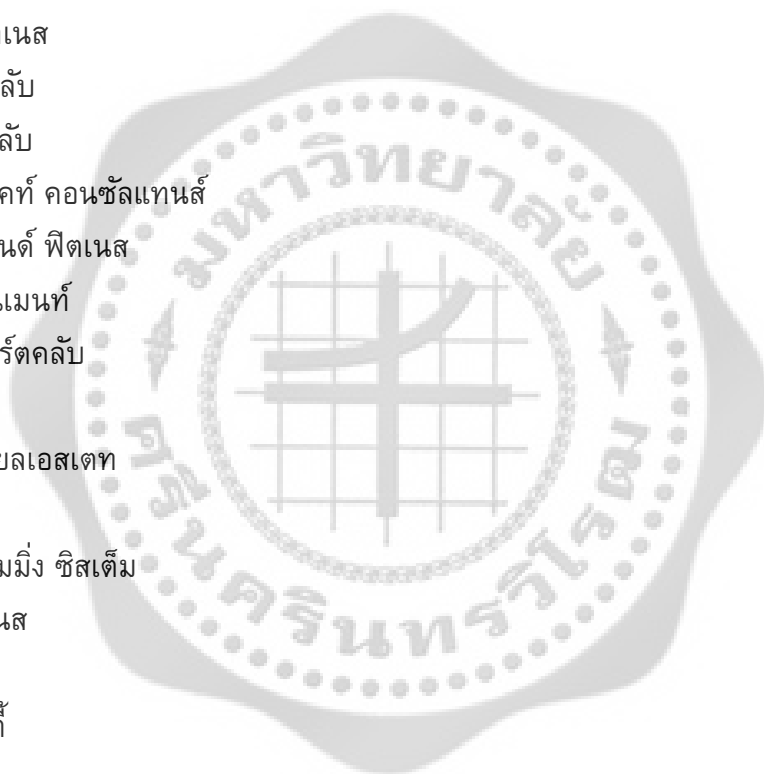 เนส
ลับ
ลับ
คท์ คอนซัลแทนส์
นด์ ฟิตเนส
เมนท์
ร์ตคลับ
บลเอสเตท
มมิ่ง ซิสเต็ม
นส
มหาวิทยาลัย
ศรีนครินทรวิโรฒ